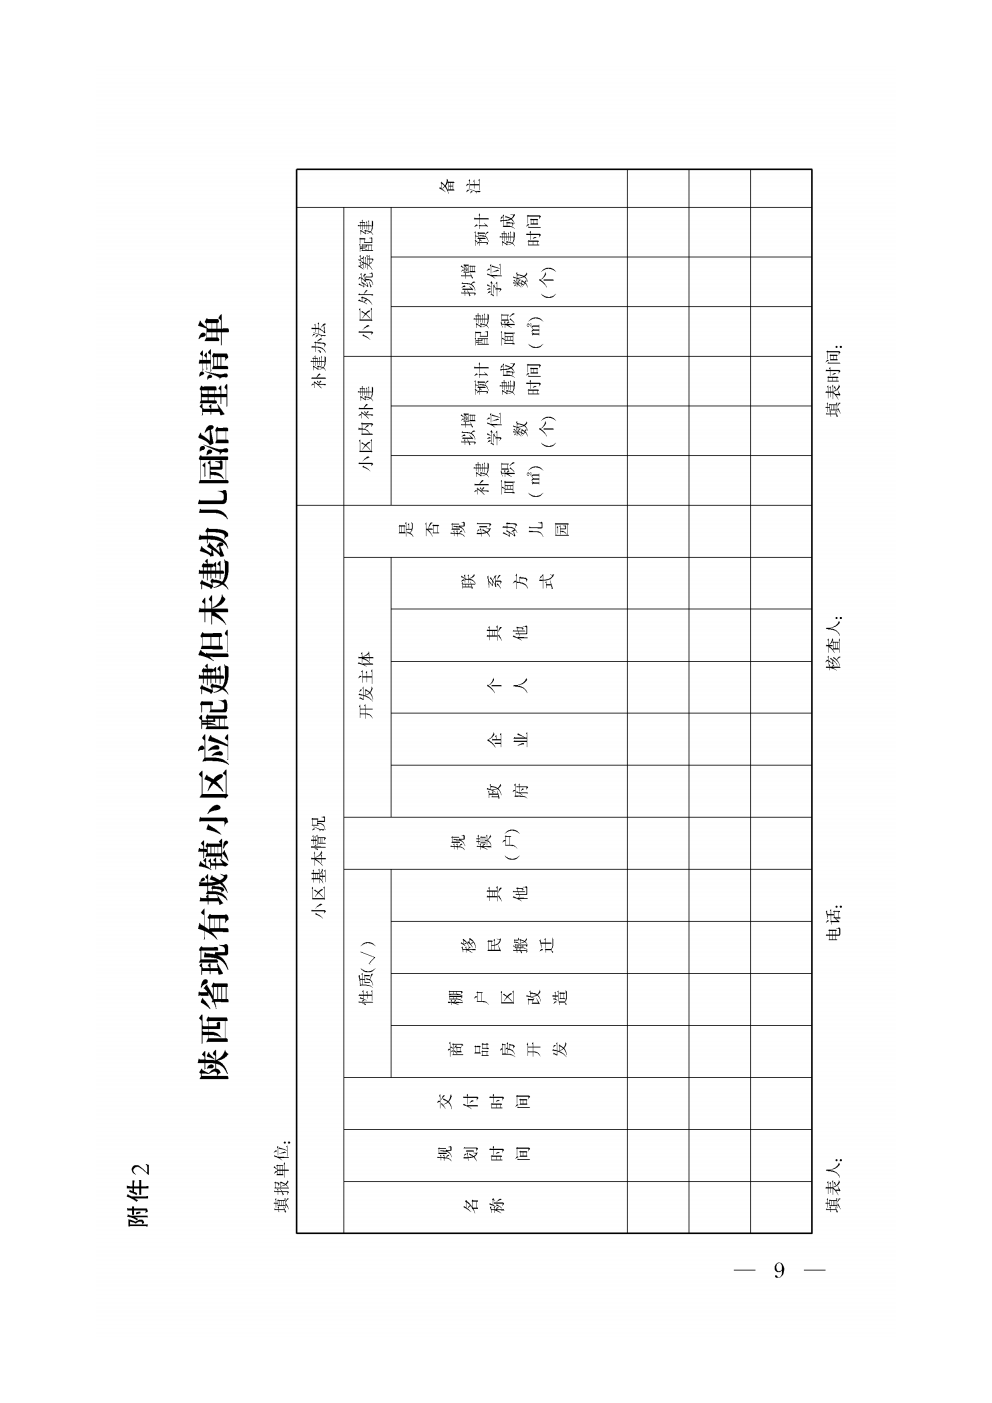 附件2
陕西省现有城镇小区应配建但未建幼儿园治理清单
填报单位:
小区基本情况
补建办法
备注
名称
规划时间
交付时间
性质(√)
规模(户)
开发主体
是否规划幼儿园
小区内补建
小区外统筹配建
商品房开发
棚户区改造
移民搬迁
其他
政府
企业
个人
其他
联系方式
补建面积(㎡)
拟增学位数(个)
预计建成时间
配建面积(㎡)
拟增学位数(个)
预计建成时间
填表人:
电话:
核查人:
填表时间:
— 9 —